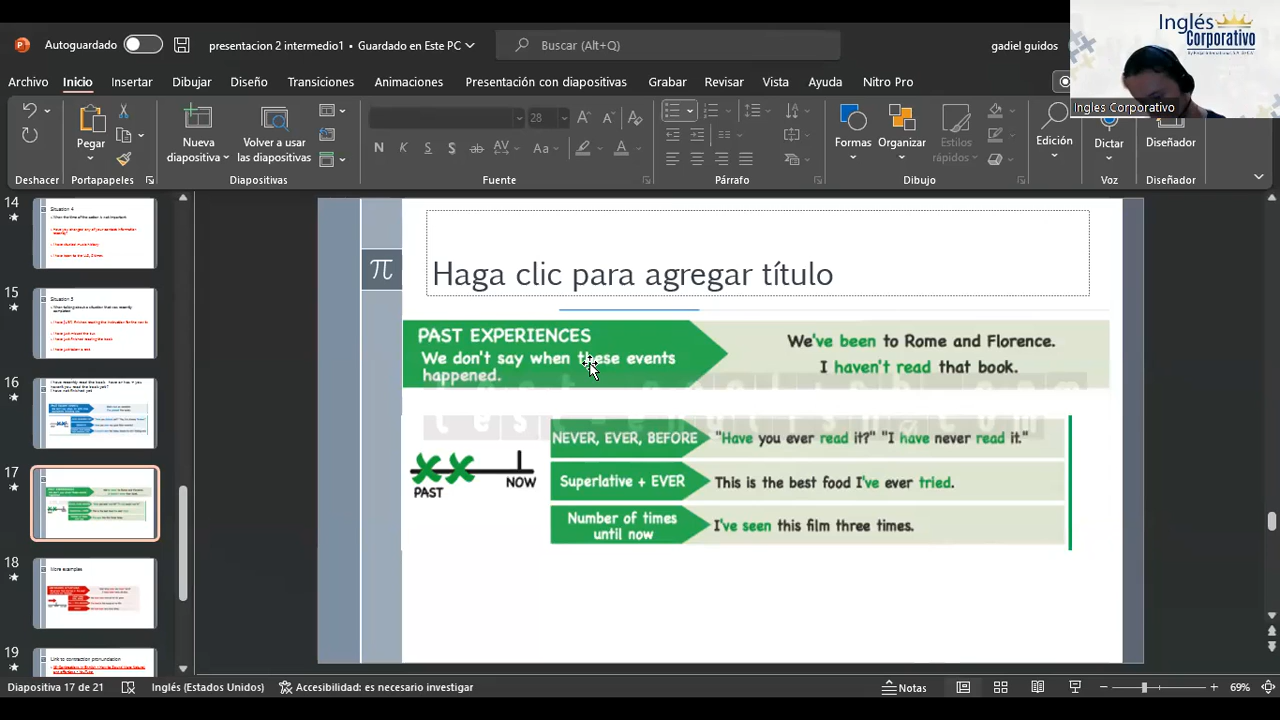 Autoguardado
presentacion 2 intermedio1 • Guardado en Este PC
Buscar (Alt+Q)
gadiel guidos
Inglés
Corporativo
Ingles Corporativo
Archivo Inicio Insertar Dibujar Diseño Transiciones Animaciones Presentación con diapositivas Grabar Revisar Vista Ayuda Nitro Pro
Pegar
Nueva diapositiva
Volver a usar las diapositivas
28
N K S S ab AV Aa A
Formas Organizar Estilos rápidos Edición Dictar Diseñador
Deshacer Portapapeles Diapositivas Fuente Párrafo Dibujo Voz Diseñador
14
Situation 4
15
Situation 5
16
17
18
More examples
19
π
Haga clic para agregar título
PAST EXPERIENCES
We don't say when these events
happened.
We've been to Rome and Florence.
I haven't read that book.
NEVER, EVER, BEFORE "Have you ever read it?" "I have never read it."
PAST
NOW
Superlative + EVER This is the best food I've ever tried.
Number of times
until now
I've seen this film three times.
Diapositiva 17 de 21 Inglés (Estados Unidos) Accesibilidad: es necesario investigar Notas 69%